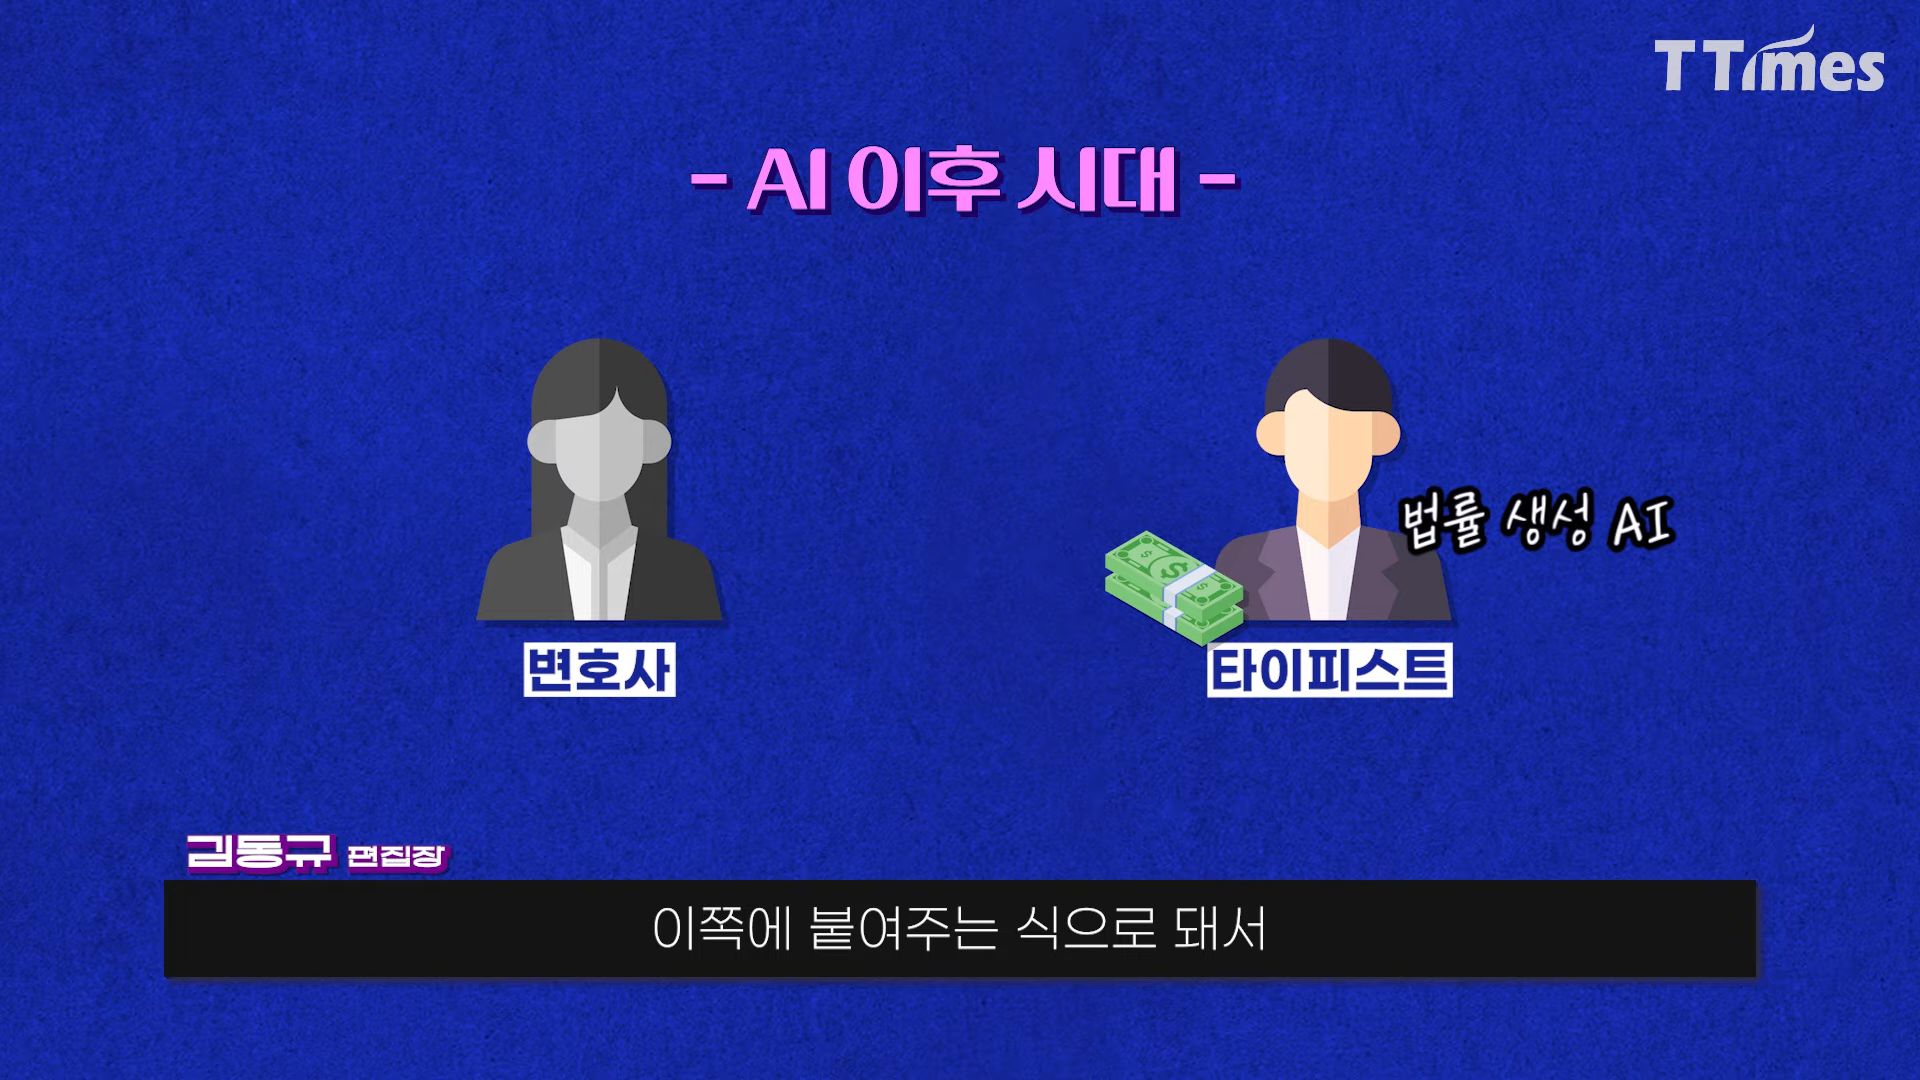 TTimes
- AI 이후 시대 -
법률 생성 AI
변호사
타이피스트
김동규 편집장
이쪽에 붙여주는 식으로 돼서